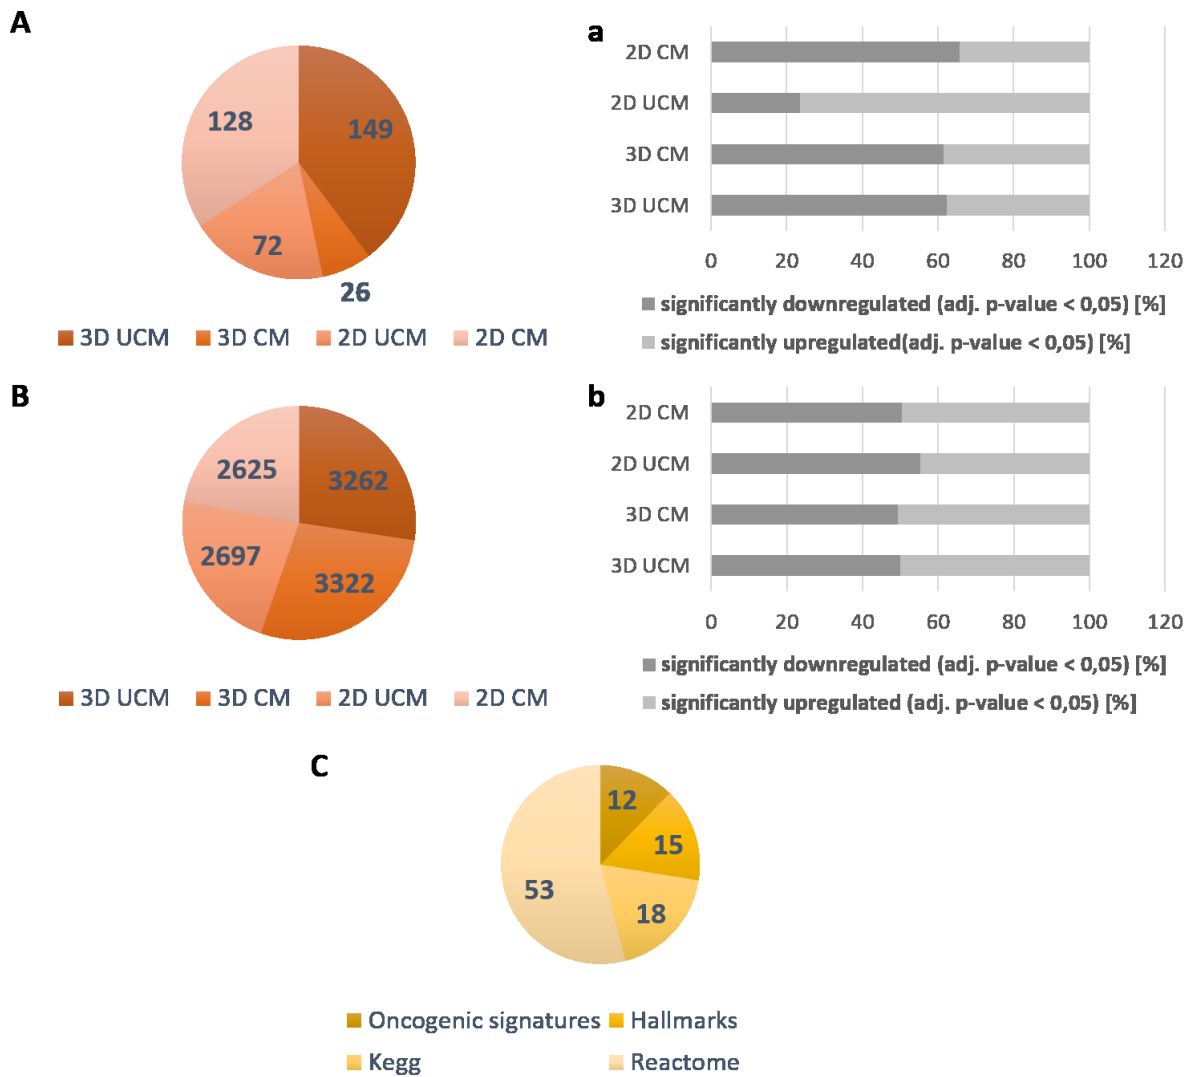 A
128
149
72
26
3D UCM 3D CM 2D UCM 2D CM
a
2D CM
2D UCM
3D CM
3D UCM
0 20 40 60 80 100 120
significantly downregulated (adj. p-value < 0,05) [%]
significantly upregulated(adj. p-value < 0,05) [%]
B
2625
3262
2697
3322
3D UCM 3D CM 2D UCM 2D CM
b
2D CM
2D UCM
3D CM
3D UCM
0 20 40 60 80 100 120
significantly downregulated (adj. p-value < 0,05) [%]
significantly upregulated (adj. p-value < 0,05) [%]
C
12
15
53
18
Oncogenic signatures Hallmarks
Kegg Reactome